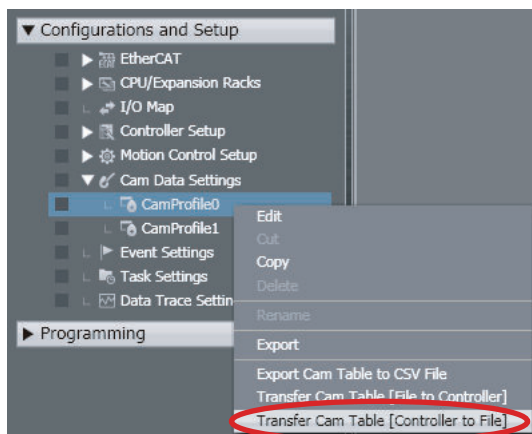 Configurations and Setup
EtherCAT
CPU/Expansion Racks
I/O Map
Controller Setup
Motion Control Setup
Cam Data Settings
CamProfile0
CamProfile1
Event Settings
Task Settings
Data Trace Settin
Programming
Edit
Cut
Copy
Delete
Rename
Export
Export Cam Table to CSV File
Transfer Cam Table [File to Controller]
Transfer Cam Table [Controller to File]